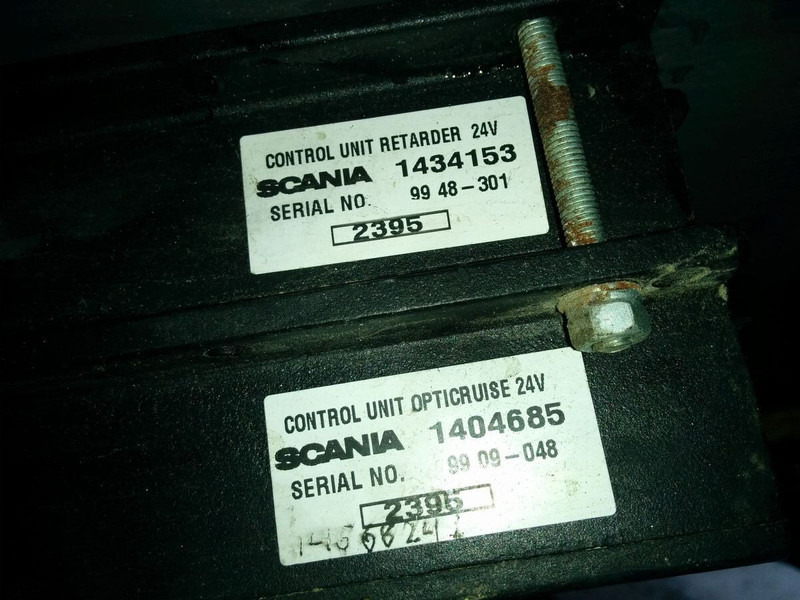 CONTROL UNIT RETARDER 24V
SCANIA 1434153
SERIAL NO. 99 48-301
2395
CONTROL UNIT OPTICRUISE 24V
SCANIA 1404685
SERIAL NO. 99 09-048
2395